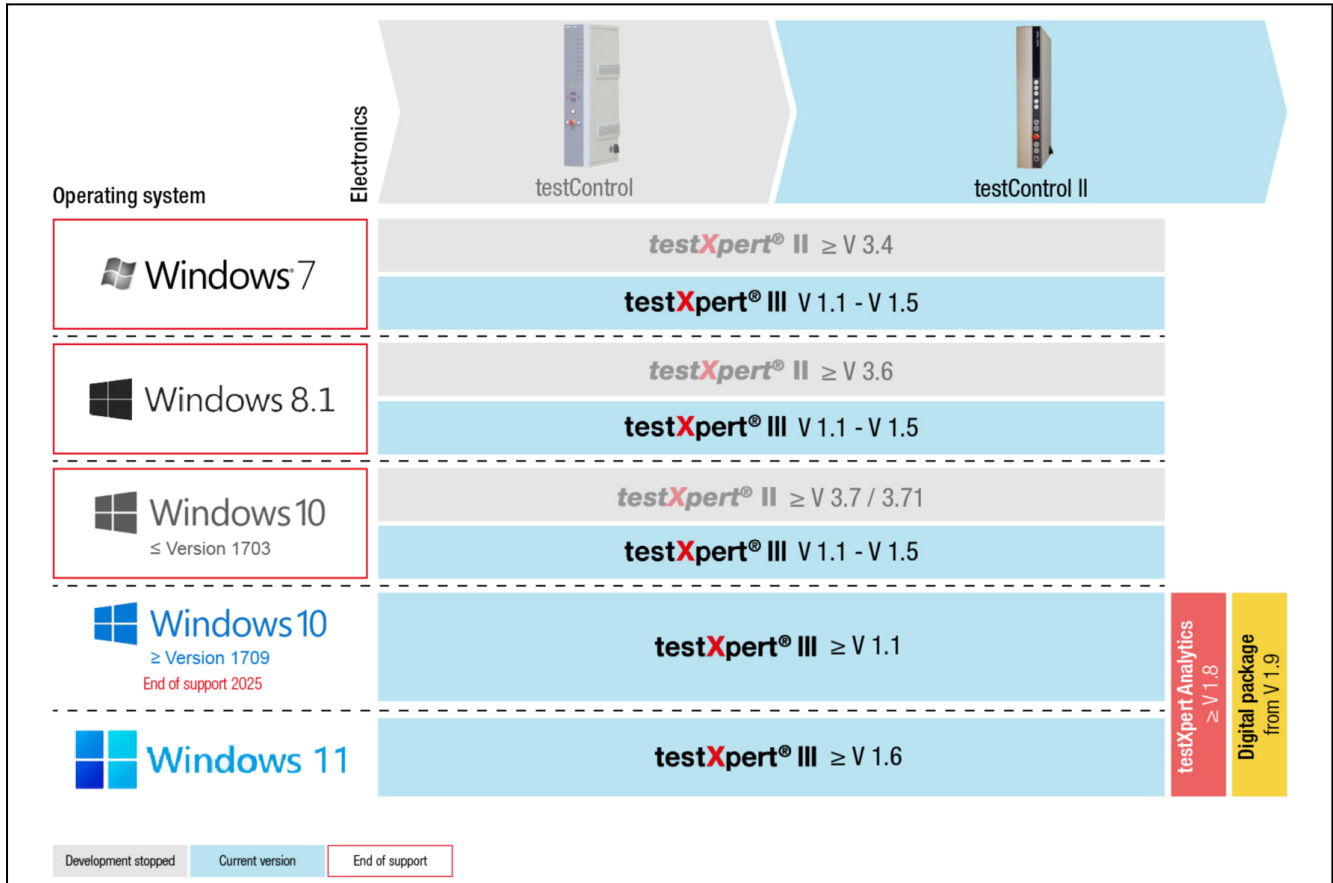 Electronics
testControl
testControl II
Operating system
Windows 7
testXpert® II ≥ V 3.4
testXpert® III V 1.1 - V 1.5
Windows 8.1
testXpert® II ≥ V 3.6
testXpert® III V 1.1 - V 1.5
Windows 10
≤ Version 1703
testXpert® II ≥ V 3.7 / 3.71
testXpert® III V 1.1 - V 1.5
Windows 10
≥ Version 1709
End of support 2025
testXpert® III ≥ V 1.1
Windows 11
testXpert® III ≥ V 1.6
testXpert Analytics
≥ V 1.8
Digital package
from V 1.9
Development stopped
Current version
End of support